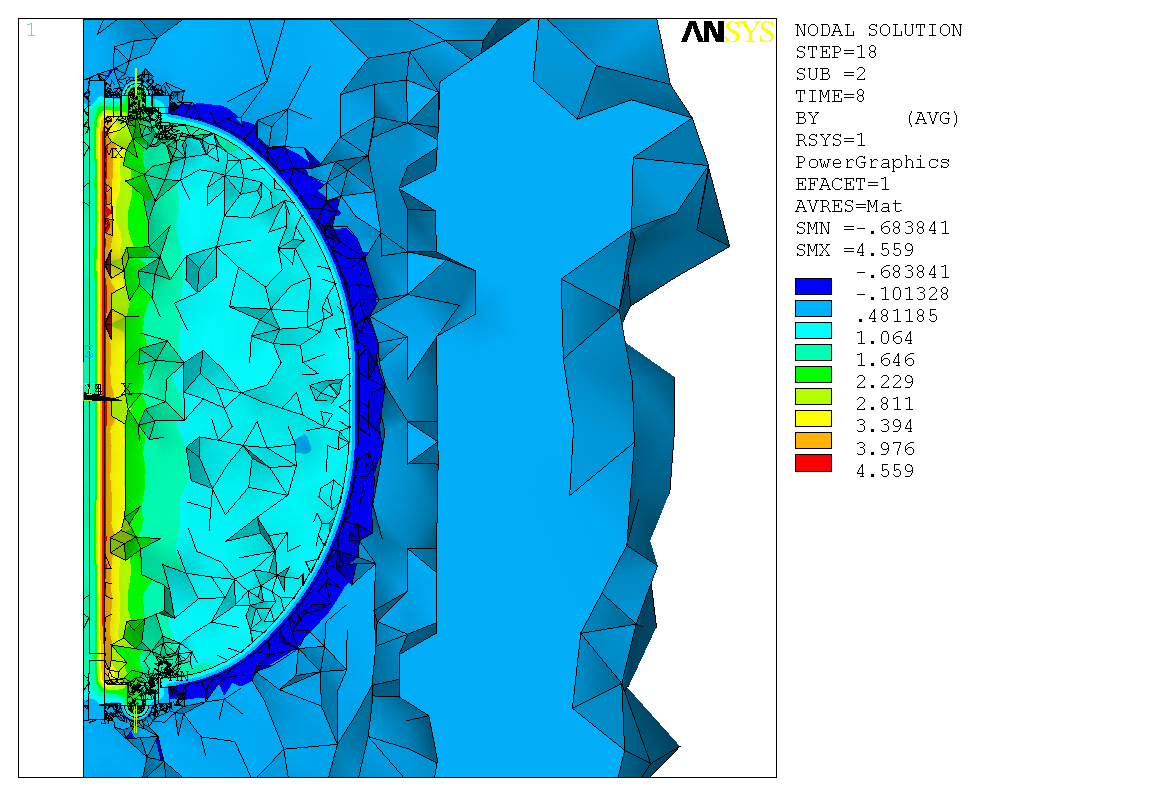 1
ANSYS
NODAL SOLUTION
STEP=18
SUB =2
TIME=8
BY (AVG)
RSYS=1
PowerGraphics
EFACET=1
AVRES=Mat
SMN =-.683841
SMX =4.559
-.683841
-.101328
.481185
1.064
1.646
2.229
2.811
3.394
3.976
4.559
MX
X
MN